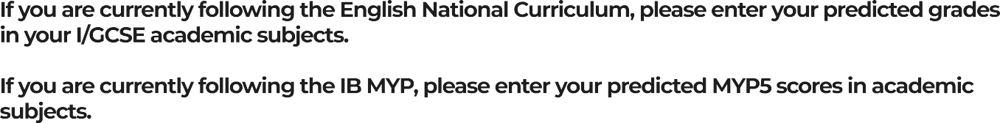 If you are currently following the English National Curriculum, please enter your predicted grades
in your I/GCSE academic subjects.
If you are currently following the IB MYP, please enter your predicted MYP5 scores in academic
subjects.